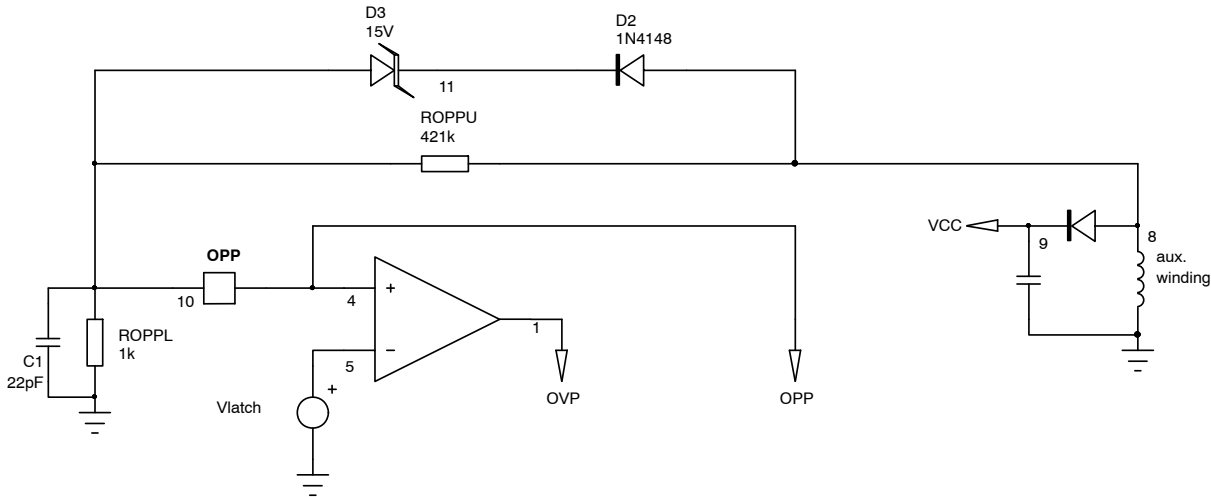 D3
15V
D2
1N4148
11
ROPPU
421k
VCC
9
8
aux.
winding
OPP
10
4
+
1
ROPPL
1k
C1
22pF
5
−
+
Vlatch
OVP
OPP